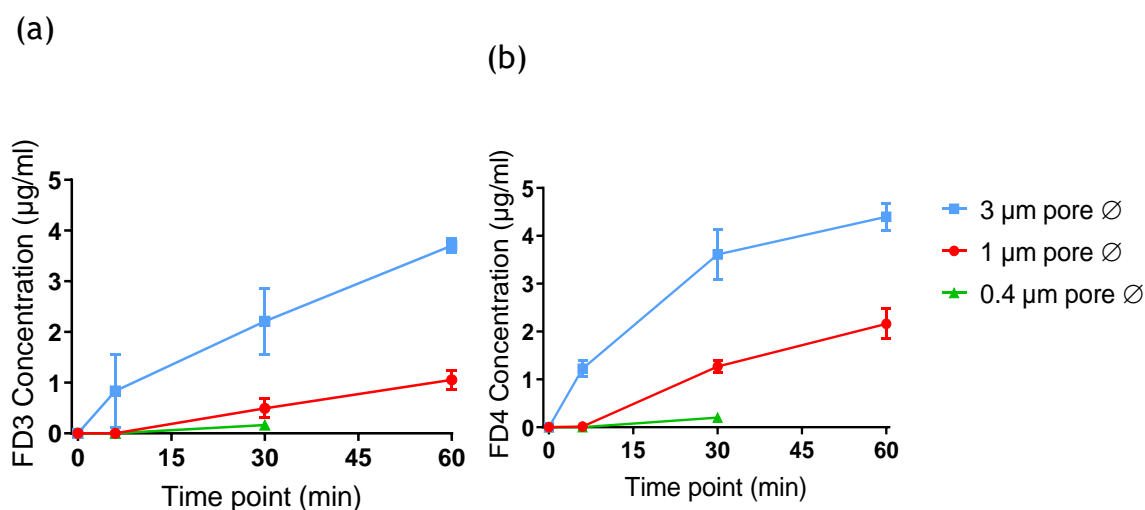 (a)
FD3 Concentration (µg/ml)
5
4
3
2
1
0
0 15 30 45 60
Time point (min)
(b)
FD4 Concentration (µg/ml)
5
4
3
2
1
0
0 15 30 45 60
Time point (min)
3 µm pore ∅
1 µm pore ∅
0.4 µm pore ∅